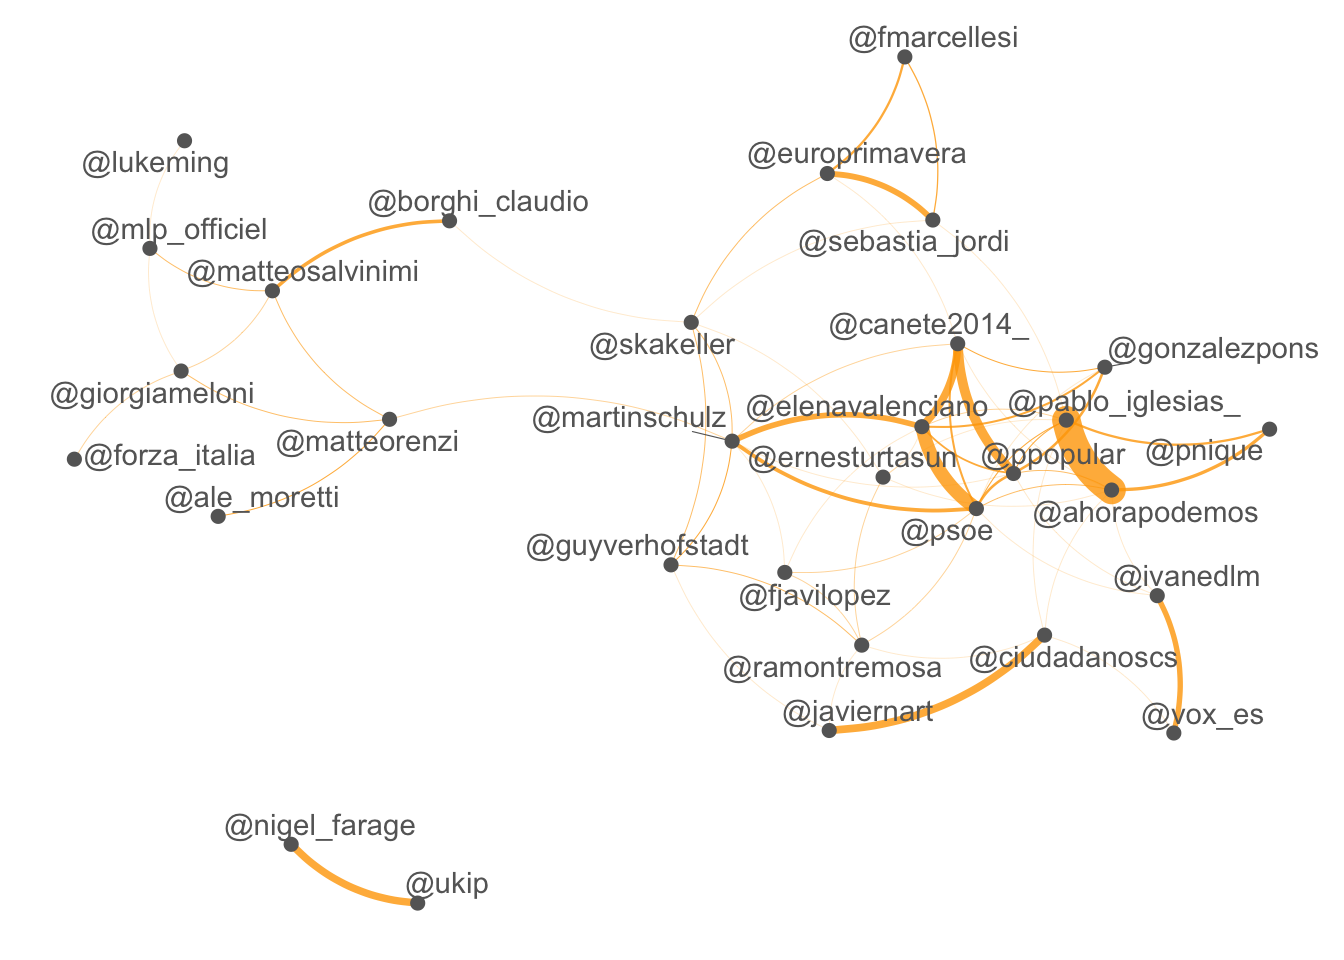 @fmarcellesi
@lukeming
@europrimavera
@borghi_claudio
@mlp_officiel
@sebastia_jordi
@matteosalvinimi
@canete2014_
@skakeller
@gonzalezpons
@giorgiameloni
@elenavalenciano
@pablo_iglesias_
@martinschulz
@matteorenzi
@forza_italia
@ernesturtasun
@ppopular
@pnique
@ale_moretti
@ahorapodemos
@psoe
@guyverhofstadt
@ivanedlm
@fjavilopez
@ramontremosa
@ciudadanoscs
@javiernart
@vox_es
@nigel_farage
@ukip